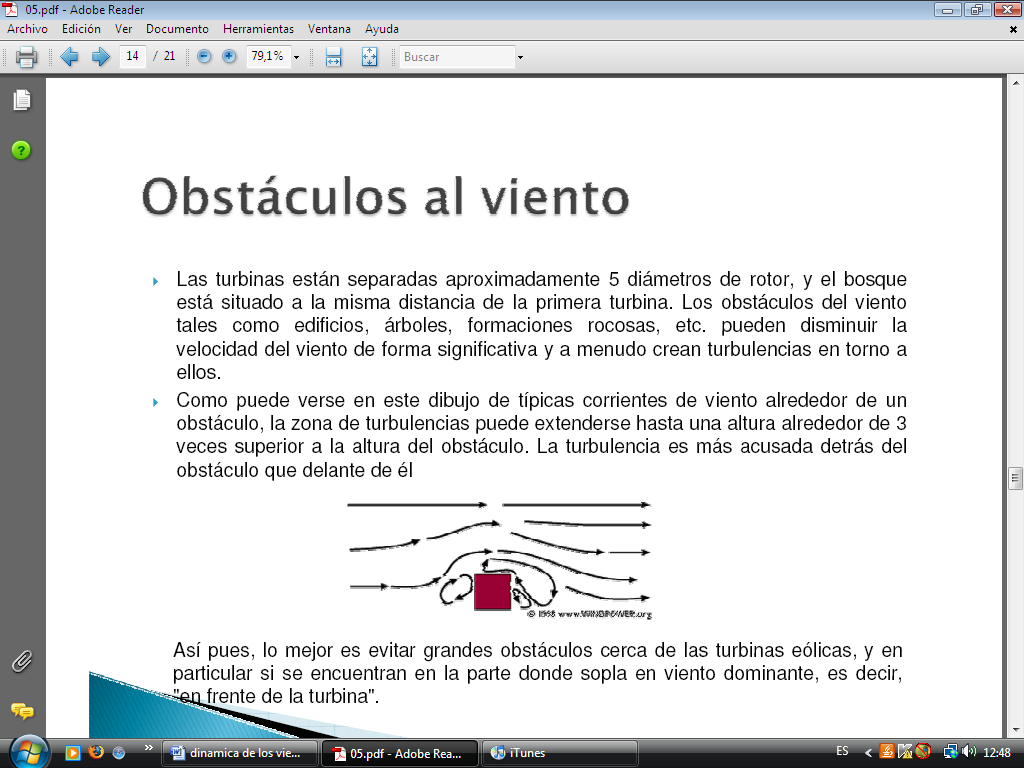 05.pdf - Adobe Reader
Archivo Edición Ver Documento Herramientas Ventana Ayuda
14 / 21 79,1% Buscar
Obstáculos al viento
Las turbinas están separadas aproximadamente 5 diámetros de rotor, y el bosque
está situado a la misma distancia de la primera turbina. Los obstáculos del viento
tales como edificios, árboles, formaciones rocosas, etc. pueden disminuir la
velocidad del viento de forma significativa y a menudo crean turbulencias en torno a
ellos.
Como puede verse en este dibujo de típicas corrientes de viento alrededor de un
obstáculo, la zona de turbulencias puede extenderse hasta una altura alrededor de 3
veces superior a la altura del obstáculo. La turbulencia es más acusada detrás del
obstáculo que delante de él
© 1998 www.WINDPOWER.org
Así pues, lo mejor es evitar grandes obstáculos cerca de las turbinas eólicas, y en
particular si se encuentran en la parte donde sopla en viento dominante, es decir,
"en frente de la turbina".
dinamica de los vie... 05.pdf - Adobe Rea... iTunes ES 12:48